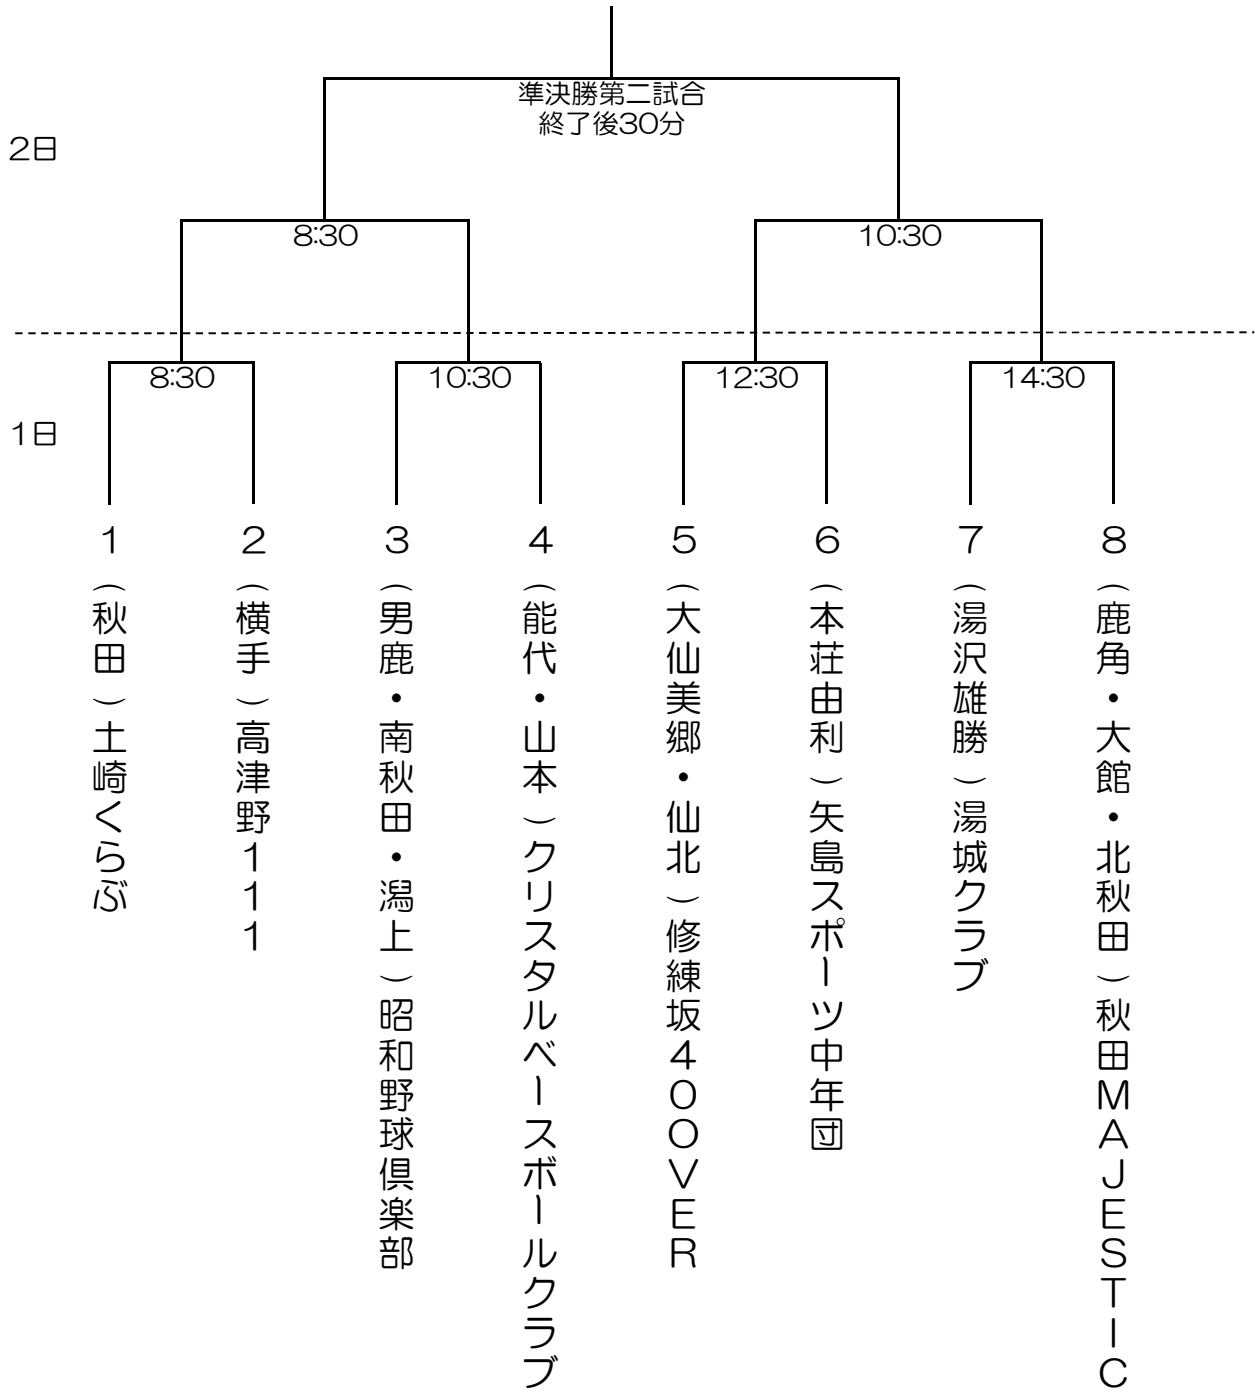 準決勝第二試合
終了後30分
2日
8:30
10:30
8:30
10:30
12:30
14:30
1日
1（秋田）土崎くらぶ
2（横手）高津野111
3（男鹿・南秋田・潟上）昭和野球倶楽部
4（能代・山本）クリスタルベースボールクラブ
5（大仙美郷・仙北）修練坂40OVER
6（本荘由利）矢島スポーツ中年団
7（湯沢雄勝）湯城クラブ
8（鹿角・大館・北秋田）秋田MAJESTIC